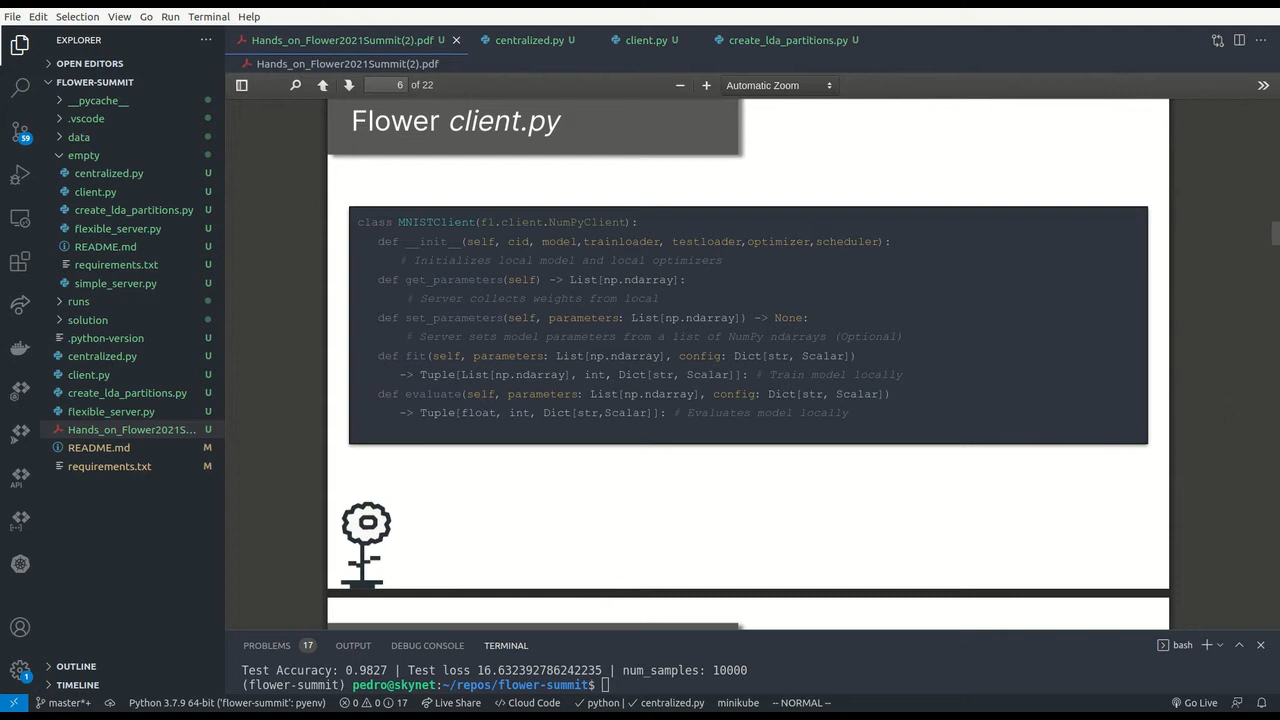 File Edit Selection View Go Run Terminal Help
EXPLORER
OPEN EDITORS
FLOWER-SUMMIT
__pycache__
.vscode
data
empty
centralized.py U
client.py U
create_lda_partitions.py U
flexible_server.py U
README.md U
requirements.txt U
simple_server.py U
runs
solution
.python-version U
centralized.py U
client.py U
create_lda_partitions.py U
flexible_server.py U
Hands_on_Flower2021S... U
README.md M
requirements.txt M
OUTLINE
TIMELINE
59
1
Hands_on_Flower2021Summit(2).pdf U centralized.py U client.py U create_lda_partitions.py U
Hands_on_Flower2021Summit(2).pdf
6 of 22 Automatic Zoom
Flower client.py
class MNISTClient(fl.client.NumPyClient):
def __init__(self, cid, model,trainloader, testloader,optimizer,scheduler):
# Initializes local model and local optimizers
def get_parameters(self) -> List[np.ndarray]:
# Server collects weights from local
def set_parameters(self, parameters: List[np.ndarray]) -> None:
# Server sets model parameters from a list of NumPy ndarrays (Optional)
def fit(self, parameters: List[np.ndarray], config: Dict[str, Scalar])
-> Tuple[List[np.ndarray], int, Dict[str, Scalar]]: # Train model locally
def evaluate(self, parameters: List[np.ndarray], config: Dict[str, Scalar])
-> Tuple[float, int, Dict[str,Scalar]]: # Evaluates model locally
PROBLEMS 17 OUTPUT DEBUG CONSOLE TERMINAL bash
Test Accuracy: 0.9827 | Test loss 16.632392786242235 | num_samples: 10000
(flower-summit) pedro@skynet:~/repos/flower-summit$
master*+ Python 3.7.9 64-bit ('flower-summit': pyenv) 0 0 17 Live Share Cloud Code python | centralized.py minikube -- NORMAL -- Go Live